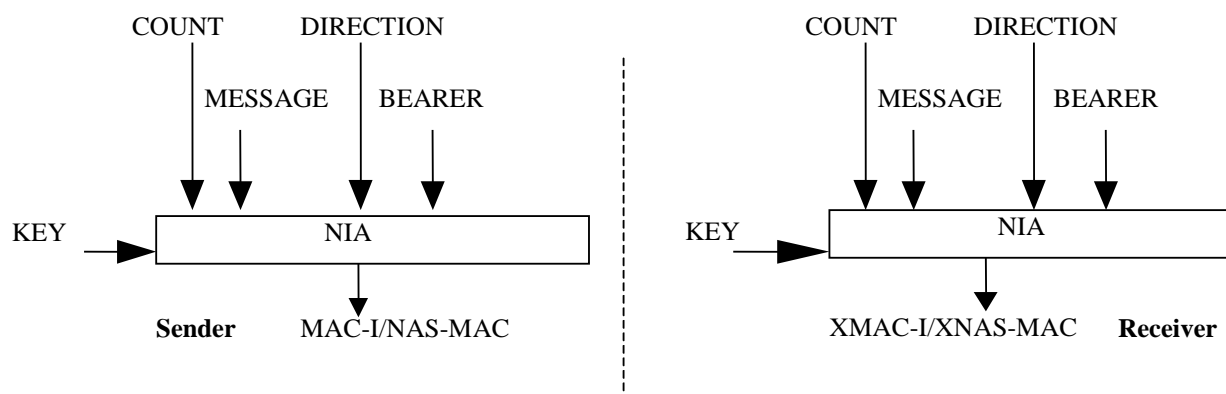 COUNT DIRECTION
MESSAGE BEARER
KEY NIA
Sender MAC-I/NAS-MAC
COUNT DIRECTION
MESSAGE BEARER
KEY NIA
XMAC-I/XNAS-MAC Receiver